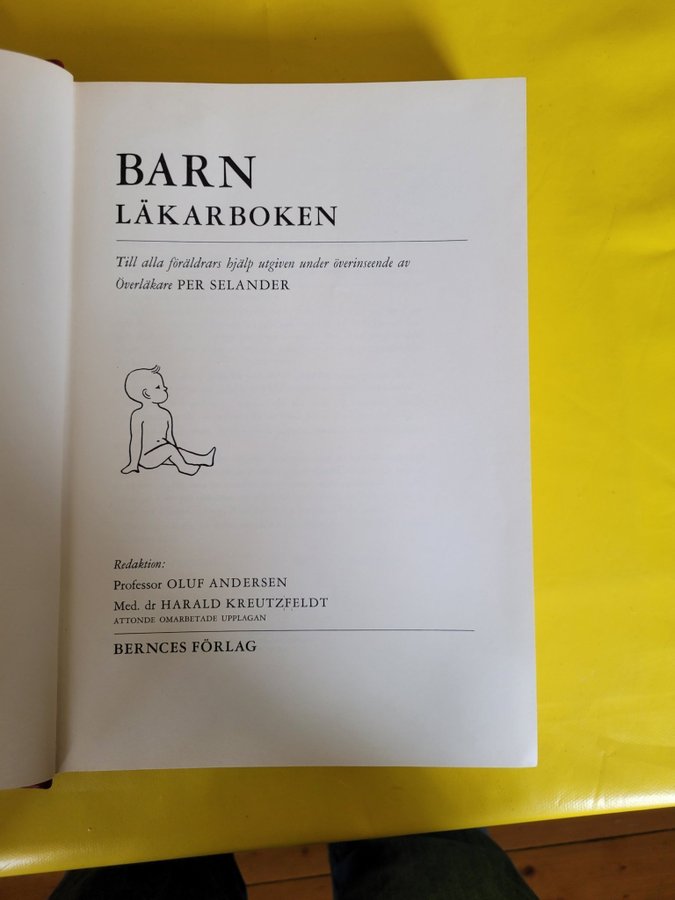 BARN
LÄKARBOKEN
Till alla föräldrars hjälp utgiven under överinseende av
Överläkare PER SELANDER
Redaktion:
Professor OLUF ANDERSEN
Med. dr HARALD KREUTZFELDT
ATTONDE OMARBETADE UPPLAGAN
BERNCES FÖRLAG